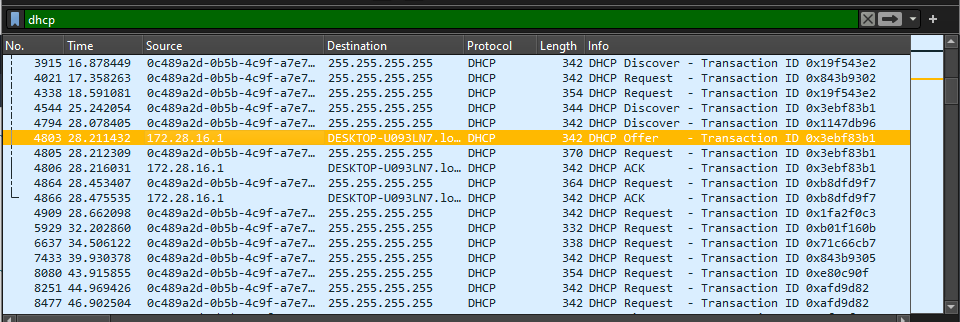 dhcp
No. Time Source Destination Protocol Length Info
3915 16.878449 0c489a2d-0b5b-4c9f-a7e7… 255.255.255.255 DHCP 342 DHCP Discover - Transaction ID 0x19f543e2
4021 17.358263 0c489a2d-0b5b-4c9f-a7e7… 255.255.255.255 DHCP 342 DHCP Request - Transaction ID 0x843b9302
4338 18.591081 0c489a2d-0b5b-4c9f-a7e7… 255.255.255.255 DHCP 354 DHCP Request - Transaction ID 0x19f543e2
4544 25.242054 0c489a2d-0b5b-4c9f-a7e7… 255.255.255.255 DHCP 344 DHCP Discover - Transaction ID 0x3ebf83b1
4794 28.078405 0c489a2d-0b5b-4c9f-a7e7… 255.255.255.255 DHCP 342 DHCP Discover - Transaction ID 0x1147db96
4803 28.211432 172.28.16.1 DESKTOP-U093LN7.lo… DHCP 342 DHCP Offer - Transaction ID 0x3ebf83b1
4805 28.212309 0c489a2d-0b5b-4c9f-a7e7… 255.255.255.255 DHCP 370 DHCP Request - Transaction ID 0x3ebf83b1
4806 28.216031 172.28.16.1 DESKTOP-U093LN7.lo… DHCP 342 DHCP ACK - Transaction ID 0x3ebf83b1
4864 28.453407 0c489a2d-0b5b-4c9f-a7e7… 255.255.255.255 DHCP 364 DHCP Request - Transaction ID 0xb8dfd9f7
4866 28.475535 172.28.16.1 DESKTOP-U093LN7.lo… DHCP 342 DHCP ACK - Transaction ID 0xb8dfd9f7
4909 28.662098 0c489a2d-0b5b-4c9f-a7e7… 255.255.255.255 DHCP 342 DHCP Request - Transaction ID 0x1fa2f0c3
5929 32.202860 0c489a2d-0b5b-4c9f-a7e7… 255.255.255.255 DHCP 332 DHCP Request - Transaction ID 0xb01f160b
6637 34.506122 0c489a2d-0b5b-4c9f-a7e7… 255.255.255.255 DHCP 338 DHCP Request - Transaction ID 0x71c66cb7
7433 39.930378 0c489a2d-0b5b-4c9f-a7e7… 255.255.255.255 DHCP 342 DHCP Request - Transaction ID 0x843b9305
8080 43.915855 0c489a2d-0b5b-4c9f-a7e7… 255.255.255.255 DHCP 354 DHCP Request - Transaction ID 0xe80c90f
8251 44.969426 0c489a2d-0b5b-4c9f-a7e7… 255.255.255.255 DHCP 342 DHCP Request - Transaction ID 0xafd9d82
8477 46.902504 0c489a2d-0b5b-4c9f-a7e7… 255.255.255.255 DHCP 342 DHCP Request - Transaction ID 0xafd9d82